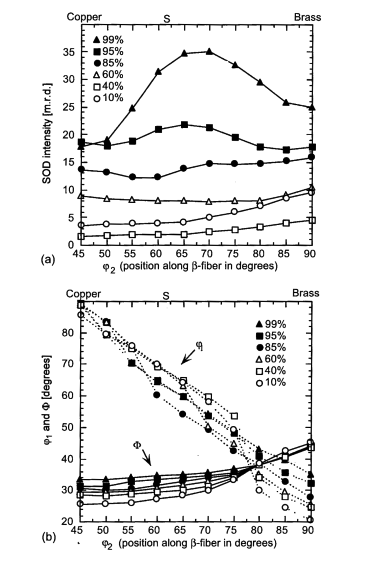 Copper S Brass
SOD intensity [m.r.d.]
40
35
30
25
20
15
10
5
0
99%
95%
85%
60%
40%
10%
45 50 55 60 65 70 75 80 85 90
(a) φ2 (position along β-fiber in degrees)
Copper S Brass
φ1 and Φ [degrees]
90
80
70
60
50
40
30
20
φ1
Φ
99%
95%
85%
60%
40%
10%
45 50 55 60 65 70 75 80 85 90
(b) φ2 (position along β-fiber in degrees)